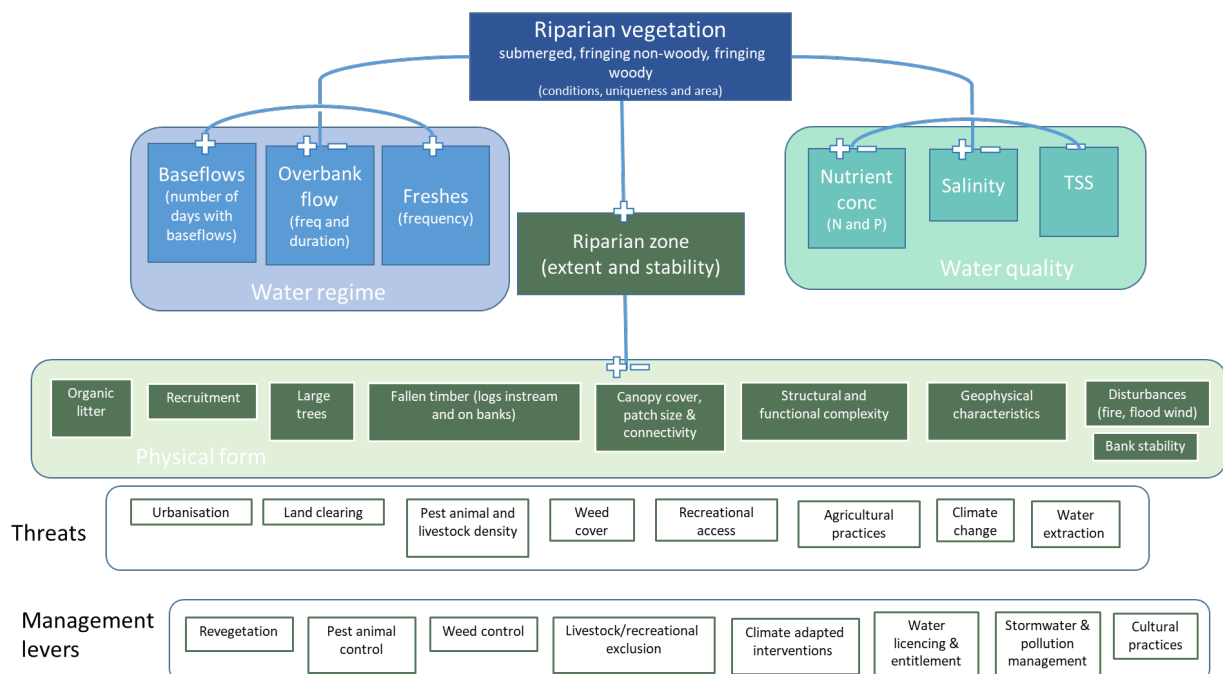 Riparian vegetation
submerged, fringing non-woody, fringing
woody
(conditions, uniqueness and area)
Baseflows
(number of
days with
baseflows)
Overbank
flow
(freq and
duration)
Freshes
(frequency)
Water regime
Riparian zone
(extent and stability)
Nutrient
conc
(N and P)
Salinity
TSS
Water quality
Organic
litter
Recruitment
Large
trees
Fallen timber (logs instream
and on banks)
Canopy cover,
patch size &
connectivity
Structural and
functional complexity
Geophysical
characteristics
Disturbances
(fire, flood wind)
Bank stability
Physical form
Threats
Urbanisation
Land clearing
Pest animal and
livestock density
Weed
cover
Recreational
access
Agricultural
practices
Climate
change
Water
extraction
Management
levers
Revegetation
Pest animal
control
Weed control
Livestock/recreational
exclusion
Climate adapted
interventions
Water
licencing &
entitlement
Stormwater &
pollution
management
Cultural
practices